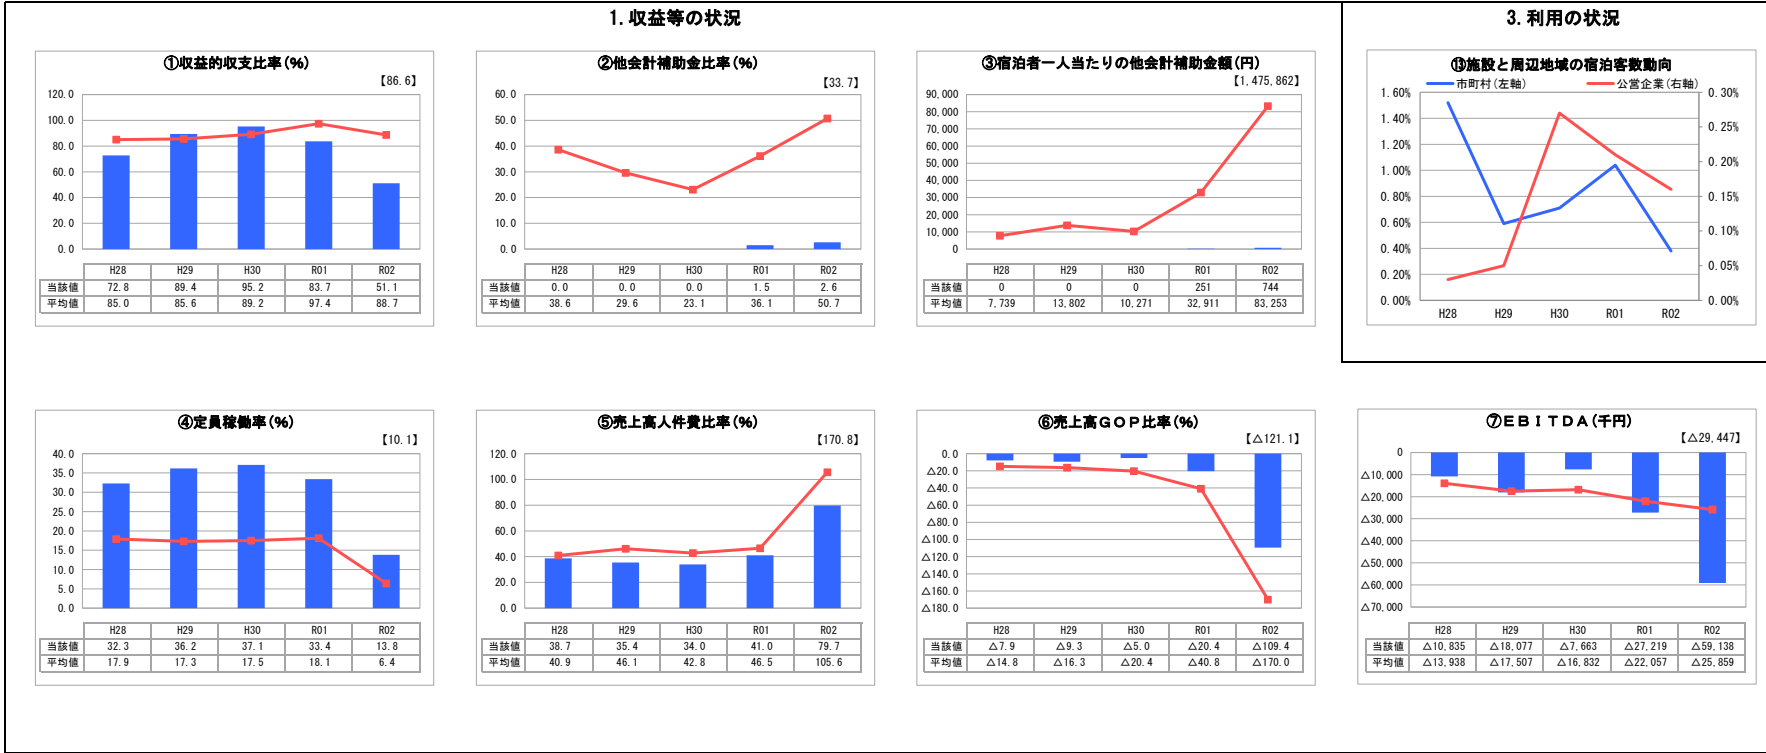 1. 収益等の状況
3. 利用の状況
①収益的収支比率(%)
【86.6】
120.0
100.0
80.0
60.0
40.0
20.0
0.0
H28 H29 H30 R01 R02
当該値 72.8 89.4 95.2 83.7 51.1
平均値 85.0 85.6 89.2 97.4 88.7
②他会計補助金比率(%)
【33.7】
60.0
50.0
40.0
30.0
20.0
10.0
0.0
H28 H29 H30 R01 R02
当該値 0.0 0.0 0.0 1.5 2.6
平均値 38.6 29.6 23.1 36.1 50.7
③宿泊者一人当たりの他会計補助金額(円)
【1,475,862】
90,000
80,000
70,000
60,000
50,000
40,000
30,000
20,000
10,000
0
H28 H29 H30 R01 R02
当該値 0 0 0 251 744
平均値 7,739 13,802 10,271 32,911 83,253
⑬施設と周辺地域の宿泊客数動向
市町村(左軸) 公営企業(右軸)
1.60% 0.30%
1.40% 0.25%
1.20% 0.20%
1.00% 0.15%
0.80% 0.10%
0.60% 0.05%
0.40% 0.00%
0.20%
0.00%
H28 H29 H30 R01 R02
④定員稼働率(%)
【10.1】
40.0
35.0
30.0
25.0
20.0
15.0
10.0
5.0
0.0
H28 H29 H30 R01 R02
当該値 32.3 36.2 37.1 33.4 13.8
平均値 17.9 17.3 17.5 18.1 6.4
⑤売上高人件費比率(%)
【170.8】
120.0
100.0
80.0
60.0
40.0
20.0
0.0
H28 H29 H30 R01 R02
当該値 38.7 35.4 34.0 41.0 79.7
平均値 40.9 46.1 42.8 46.5 105.6
⑥売上高GOP比率(%)
【△121.1】
0.0
△20.0
△40.0
△60.0
△80.0
△100.0
△120.0
△140.0
△160.0
△180.0
H28 H29 H30 R01 R02
当該値 △7.9 △9.3 △5.0 △20.4 △109.4
平均値 △14.8 △16.3 △20.4 △40.8 △170.0
⑦EBITDA(千円)
【△29,447】
0
△10,000
△20,000
△30,000
△40,000
△50,000
△60,000
△70,000
H28 H29 H30 R01 R02
当該値 △10,835 △18,077 △7,663 △27,219 △59,138
平均値 △13,938 △17,507 △16,832 △22,057 △25,859